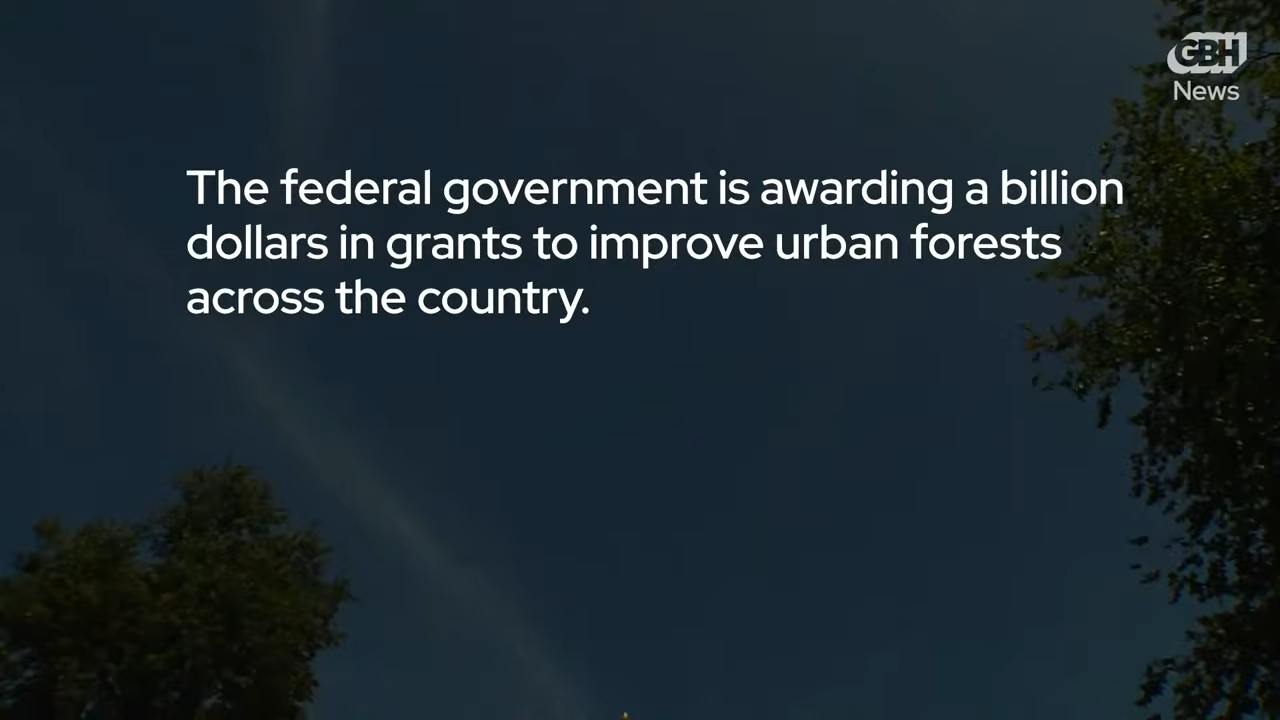 GBH
News
The federal government is awarding a billion
dollars in grants to improve urban forests
across the country.